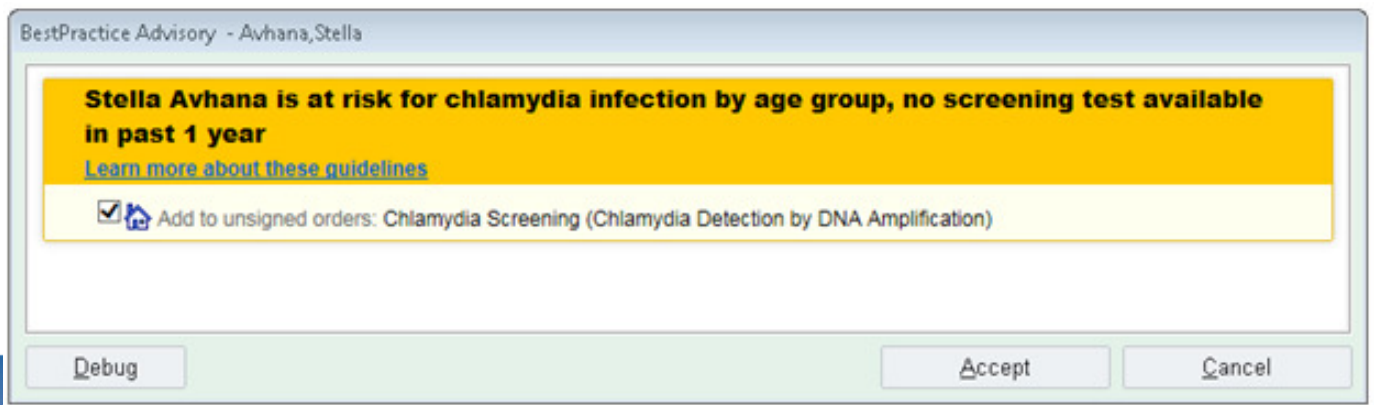 BestPractice Advisory - Avhana,Stella
Stella Avhana is at risk for chlamydia infection by age group, no screening test available
in past 1 year
Learn more about these guidelines
Add to unsigned orders: Chlamydia Screening (Chlamydia Detection by DNA Amplification)
Debug Accept Cancel